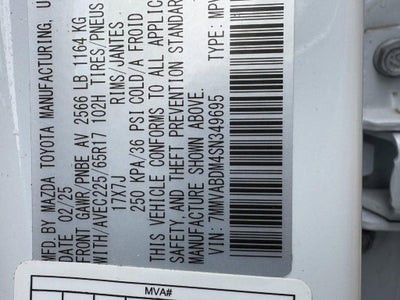 MFD BY MAZDA TOYOTA MANUFACTURING, U
DATE 02/25
FRONT GAWR/PNBE AV 2566 LB 1164 KG
WITH/AVEC225/65R17 102H TIRES/PNEUS
17X7J RIMS/JANTES
250 KPA/36 PSI COLD/A FROID
THIS VEHICLE CONFORMS TO ALL APPLIC
SAFETY, AND THEFT PREVENTION STANDAR
MANUFACTURE SHOWN ABOVE.
VIN: 7MMVABDM4SN349695 TYPE: MPV
MVA#